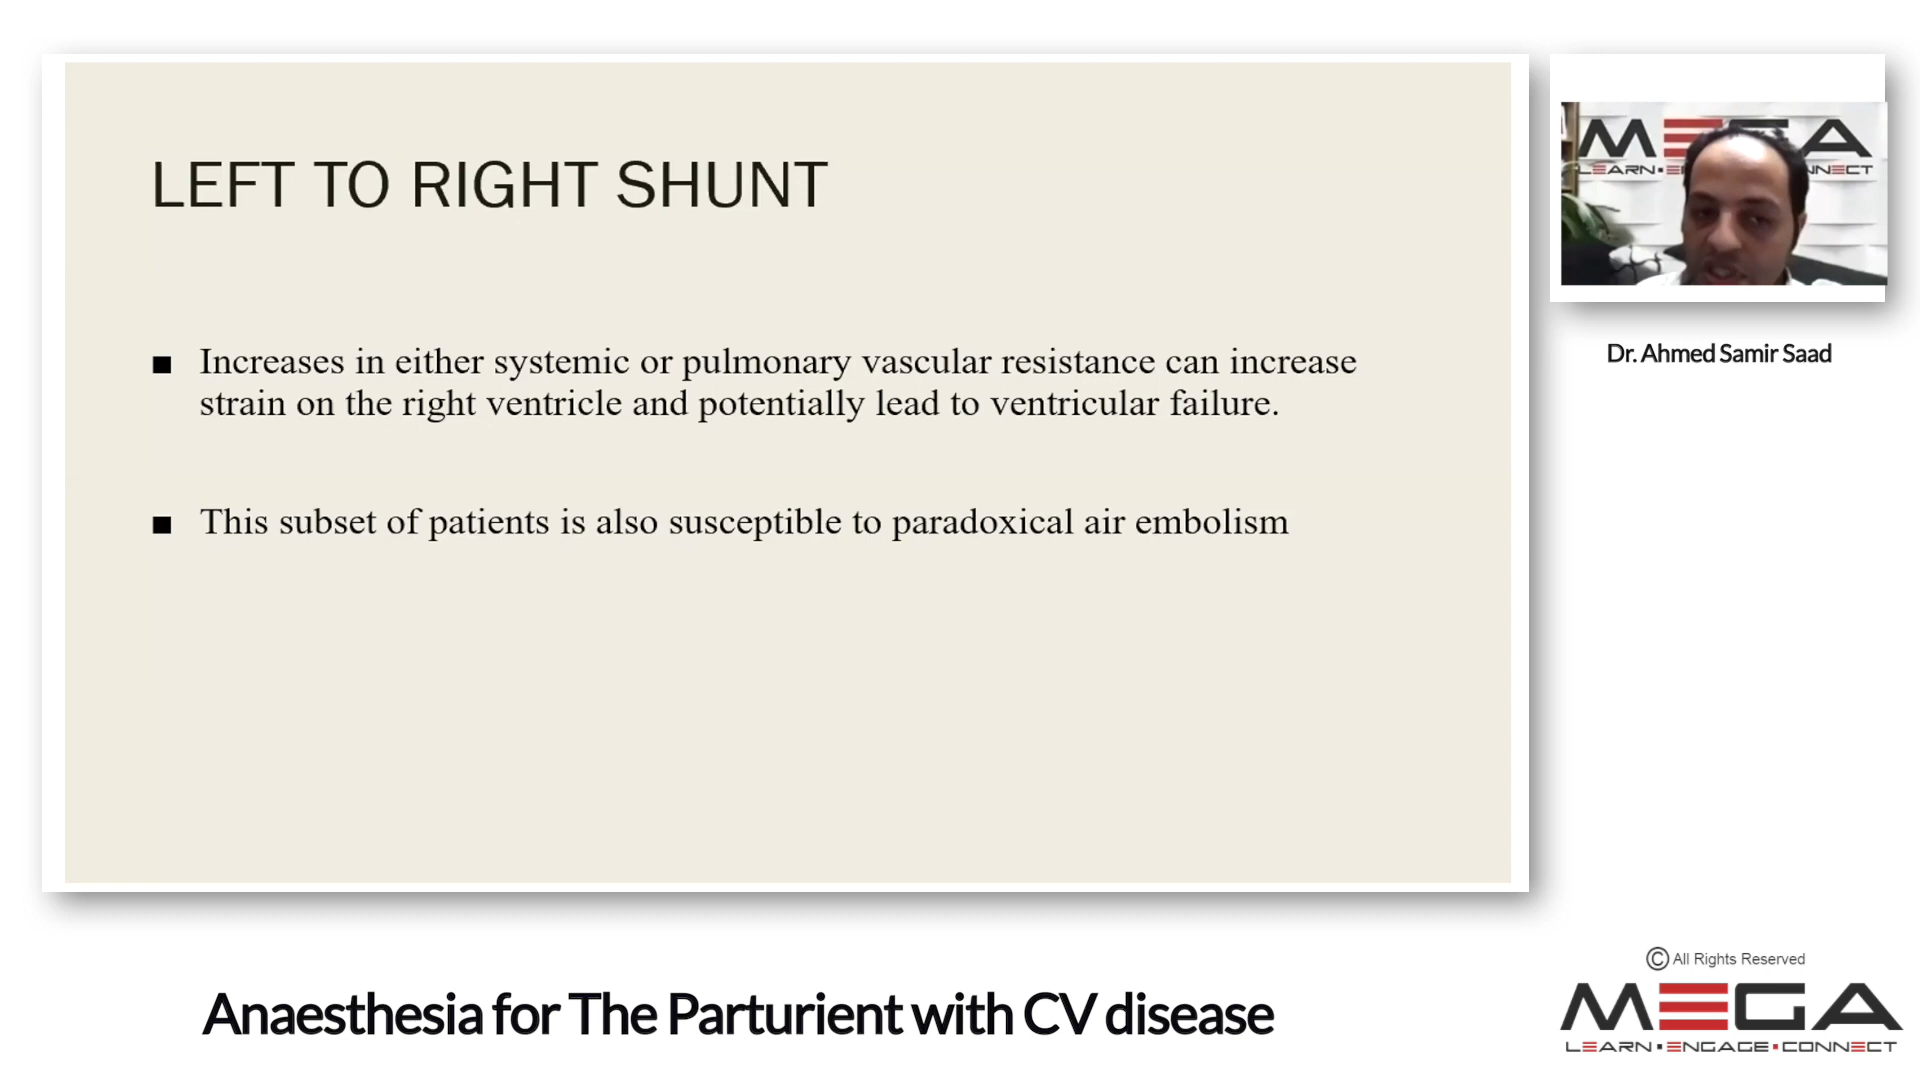 LEFT TO RIGHT SHUNT
■ Increases in either systemic or pulmonary vascular resistance can increase
strain on the right ventricle and potentially lead to ventricular failure.
■ This subset of patients is also susceptible to paradoxical air embolism
Dr. Ahmed Samir Saad
Anaesthesia for The Parturient with CV disease
© All Rights Reserved
MEGA
LEARN▪ENGAGE▪CONNECT